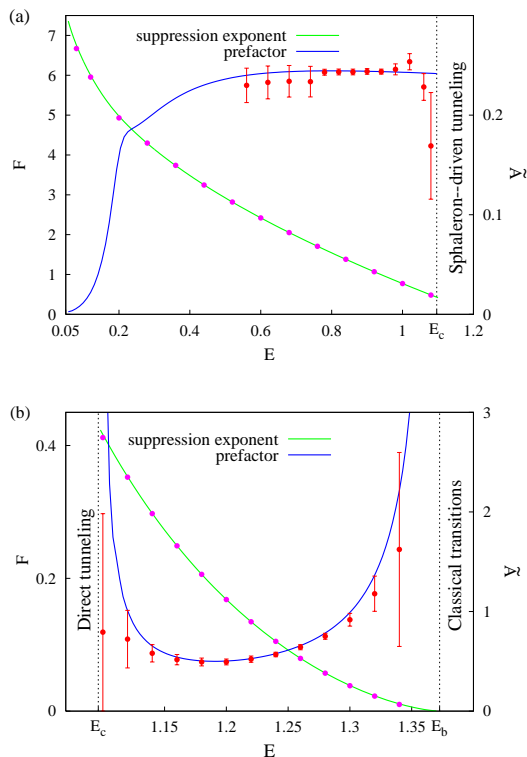 (a)
suppression exponent
prefactor
7
6
5
4
3
2
1
0
F
0.2
0.1
0
Ã
Sphaleron--driven tunneling
0.05 0.2 0.4 0.6 0.8 1 E_c 1.2
E
(b)
suppression exponent
prefactor
0.4
0.2
0
F
3
2
1
0
Ã
Direct tunneling
Classical transitions
E_c 1.15 1.2 1.25 1.3 1.35 E_b
E